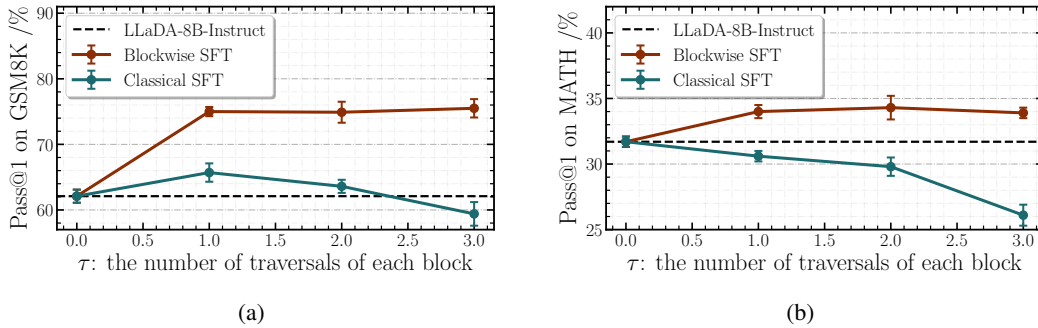 90
80
70
60
Pass@1 on GSM8K /%
LLaDA-8B-Instruct
Blockwise SFT
Classical SFT
0.0 0.5 1.0 1.5 2.0 2.5 3.0
τ: the number of traversals of each block
(a)
40
35
30
25
Pass@1 on MATH /%
LLaDA-8B-Instruct
Blockwise SFT
Classical SFT
0.0 0.5 1.0 1.5 2.0 2.5 3.0
τ: the number of traversals of each block
(b)